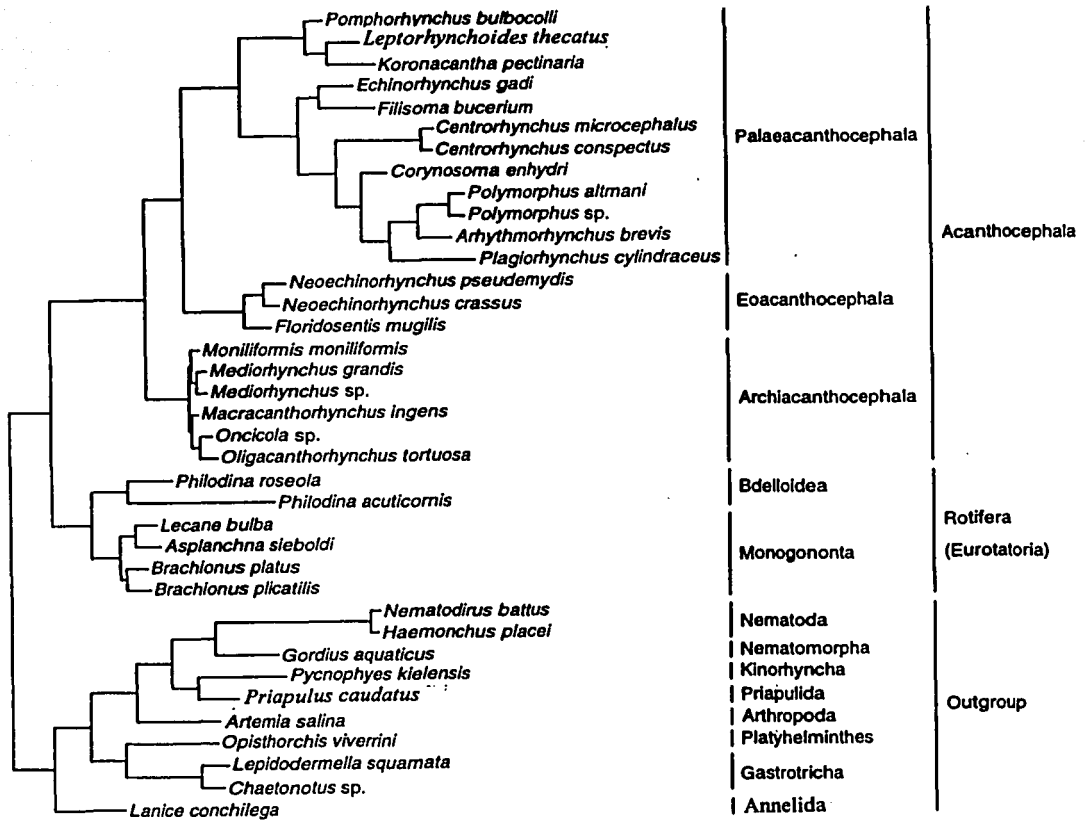 Pomphorhynchus bulbocolli
Leptorhynchoides thecatus
Koronacantha pectinaria
Echinorhynchus gadi
Filisoma bucerium
Centrorhynchus microcephalus
Centrorhynchus conspectus
Corynosoma enhydri
Polymorphus altmani
Polymorphus sp.
Arhythmorhynchus brevis
Plagiorhynchus cylindraceus
Neoechinorhynchus pseudemydis
Neoechinorhynchus crassus
Floridosentis mugilis
Moniliformis moniliformis
Mediorhynchus grandis
Mediorhynchus sp.
Macracanthorhynchus ingens
Oncicola sp.
Oligacanthorhynchus tortuosa
Philodina roseola
Philodina acuticornis
Lecane bulba
Asplanchna sieboldi
Brachionus platus
Brachionus plicatilis
Nematodirus battus
Haemonchus placei
Gordius aquaticus
Pycnophyes kielensis
Priapulus caudatus
Artemia salina
Opisthorchis viverrini
Lepidodermella squamata
Chaetonotus sp.
Lanice conchilega
Palaeacanthocephala
Eoacanthocephala
Archiacanthocephala
Bdelloidea
Monogononta
Nematoda
Nematomorpha
Kinorhyncha
Priapulida
Arthropoda
Platyhelminthes
Gastrotricha
Annelida
Acanthocephala
Rotifera
(Eurotatoria)
Outgroup